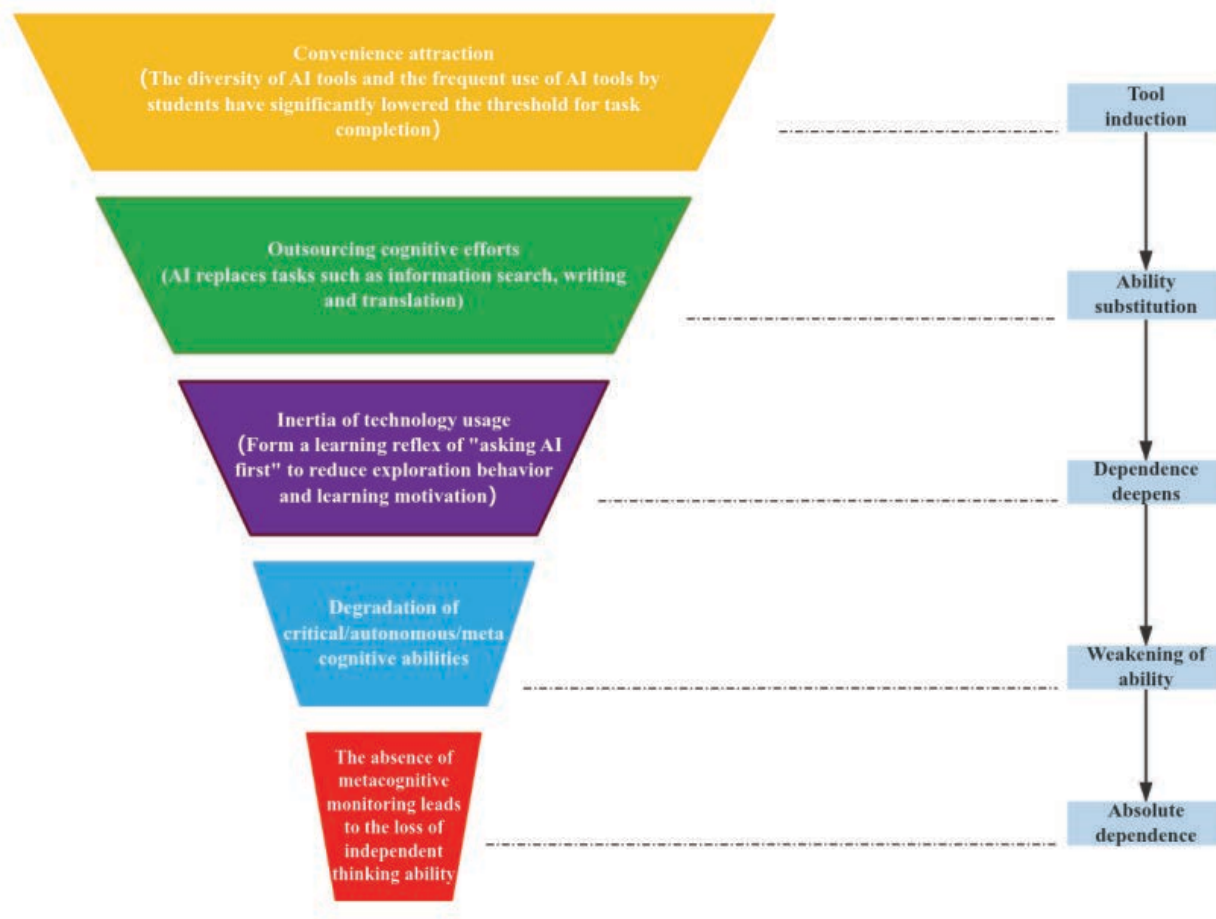 Convenience attraction
(The diversity of AI tools and the frequent use of AI tools by
students have significantly lowered the threshold for task
completion)
Tool
induction
Outsourcing cognitive efforts
(AI replaces tasks such as information search, writing
and translation)
Ability
substitution
Inertia of technology usage
(Form a learning reflex of "asking AI
first" to reduce exploration behavior
and learning motivation)
Dependence
deepens
Degradation of
critical/autonomous/meta
cognitive abilities
Weakening of
ability
The absence of
metacognitive
monitoring leads
to the loss of
independent
thinking ability
Absolute
dependence